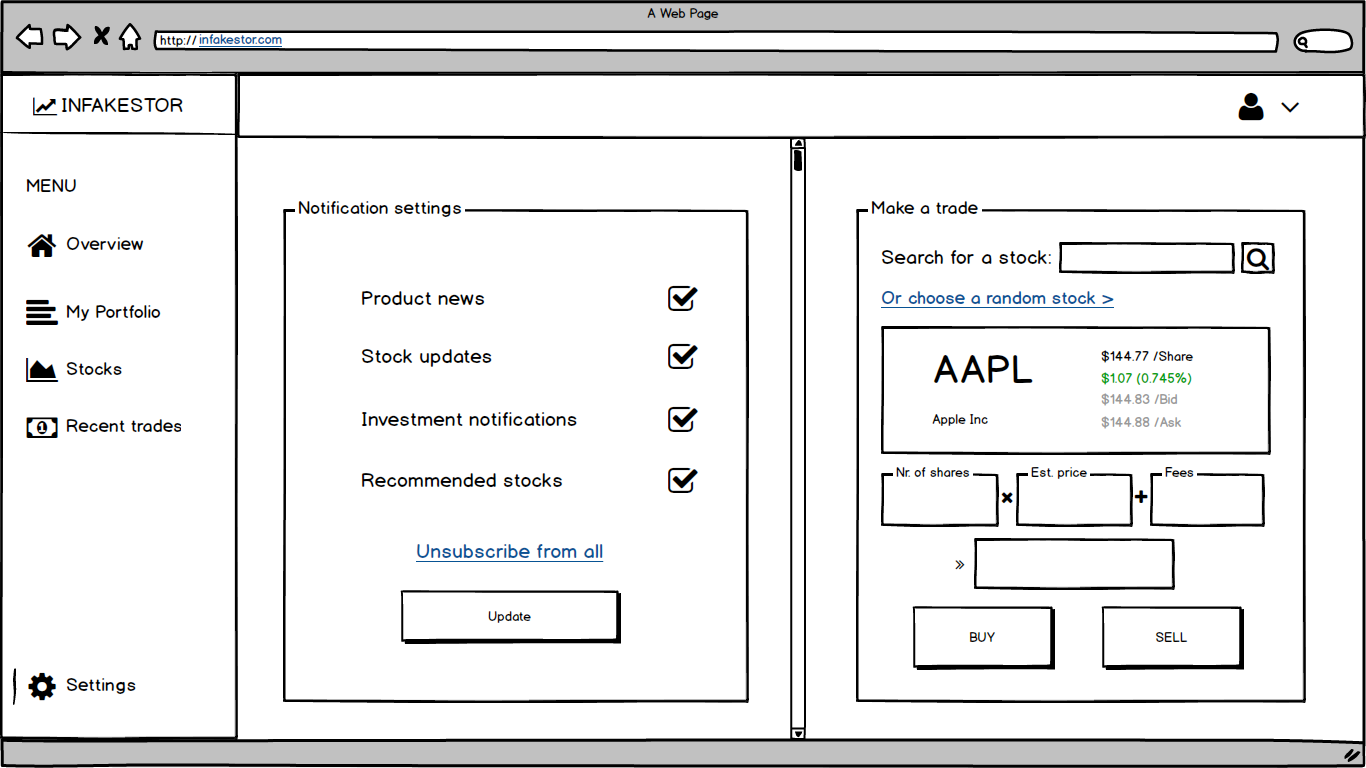 A Web Page
http://infakestor.com
INFAKESTOR
MENU
Overview
My Portfolio
Stocks
1
Recent trades
Settings
Notification settings
Product news
Stock updates
Investment notifications
Recommended stocks
Unsubscribe from all
Update
Make a trade
Search for a stock:
Or choose a random stock >
AAPL
Apple Inc
$144.77 /Share
$1.07 (0.745%)
$144.83 /Bid
$144.88 /Ask
Nr. of shares
×
Est. price
+
Fees
»
BUY
SELL